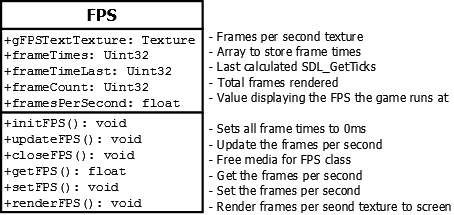 FPS
+gFPSTextTexture: Texture - Frames per second texture
+frameTimes: Uint32 - Array to store frame times
+frameTimeLast: Uint32 - Last calculated SDL_GetTicks
+frameCount: Uint32 - Total frames rendered
+framesPerSecond: float - Value displaying the FPS the game runs at
+initFPS(): void - Sets all frame times to 0ms
+updateFPS(): void - Update the frames per second
+closeFPS(): void - Free media for FPS class
+getFPS(): float - Get the frames per second
+setFPS(): void - Set the frames per second
+renderFPS(): void - Render frames per send texture to screen